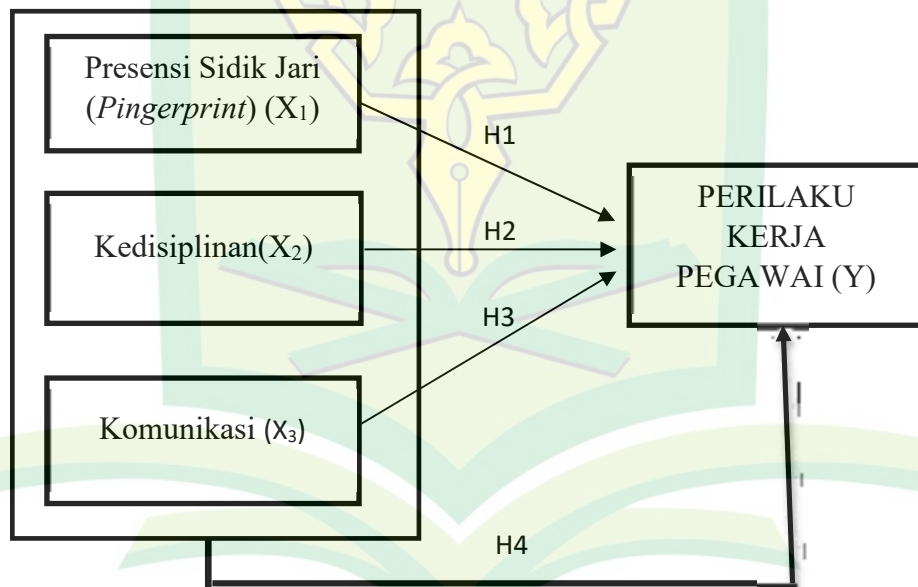 Presensi Sidik Jari
(Pingerprint) (X₁)
H1
Kedisiplinan(X₂)
H2
H3
Komunikasi (X₃)
PERILAKU
KERJA
PEGAWAI (Y)
H4